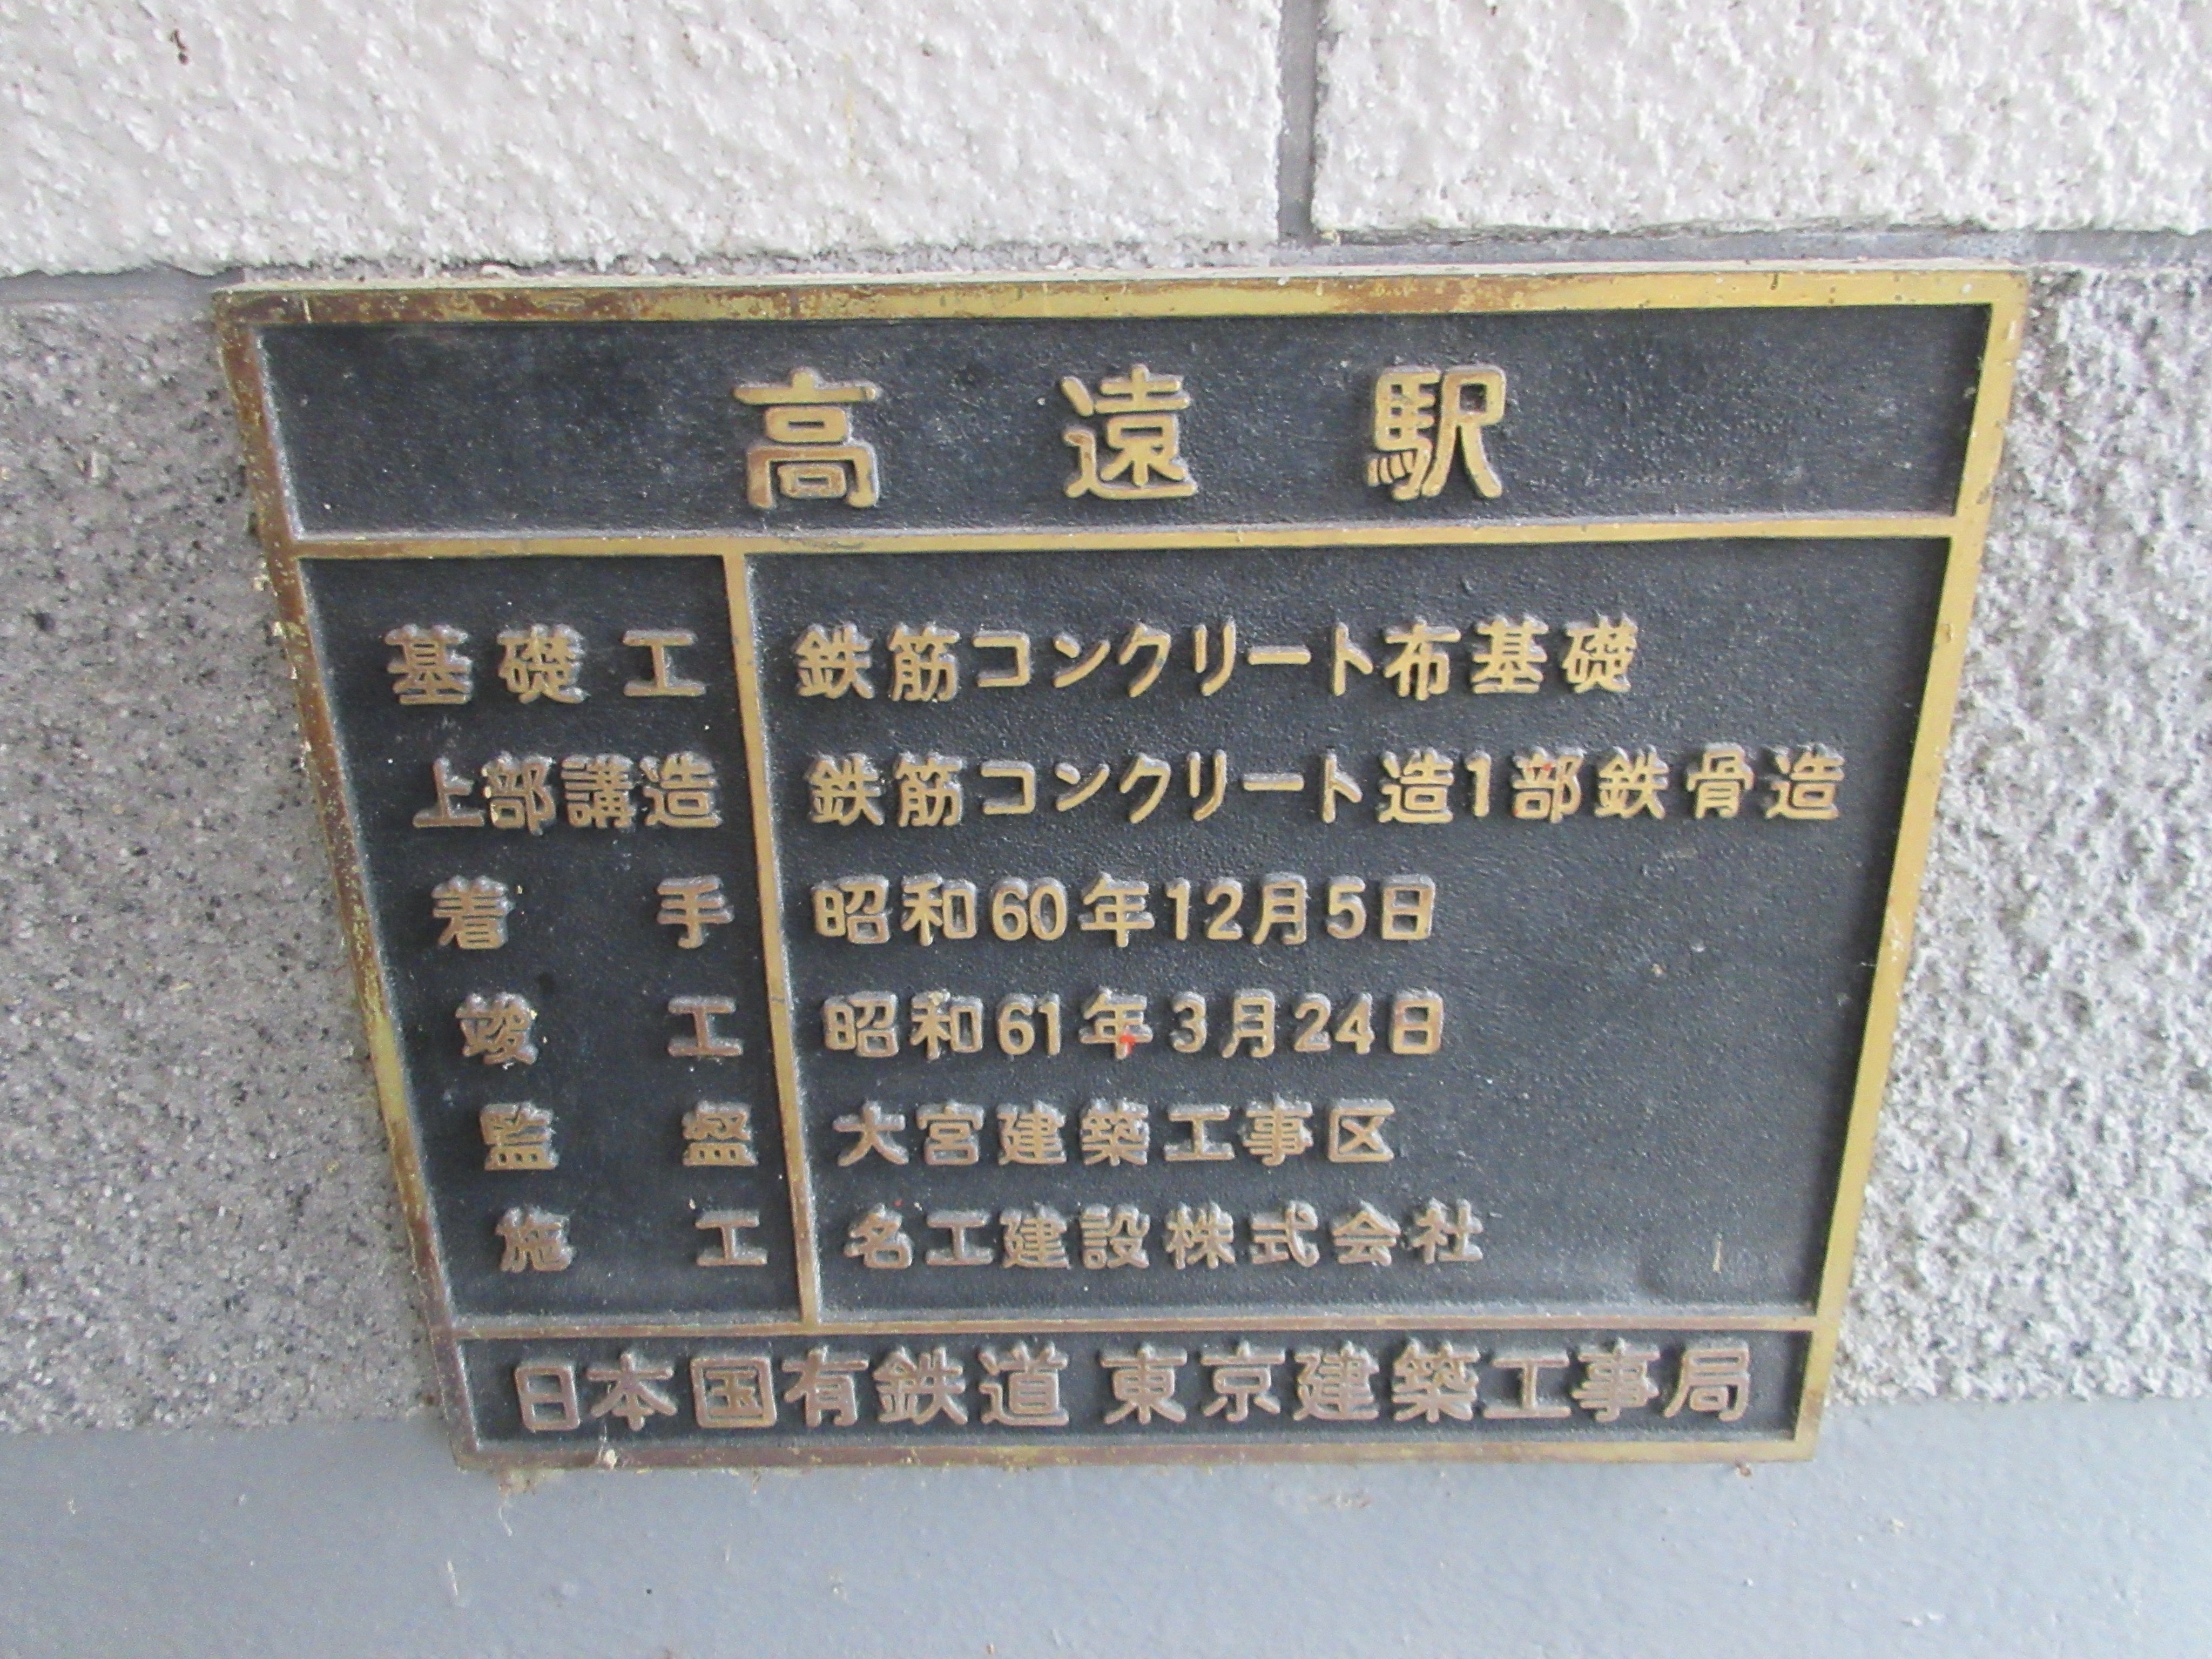 高遠駅
基礎工 鉄筋コンクリート布基礎
上部講造 鉄筋コンクリート造1部鉄骨造
着手 昭和60年12月5日
竣工 昭和61年3月24日
監督 大宮建築工事区
施工 名工建設株式会社
日本国有鉄道 東京建築工事局